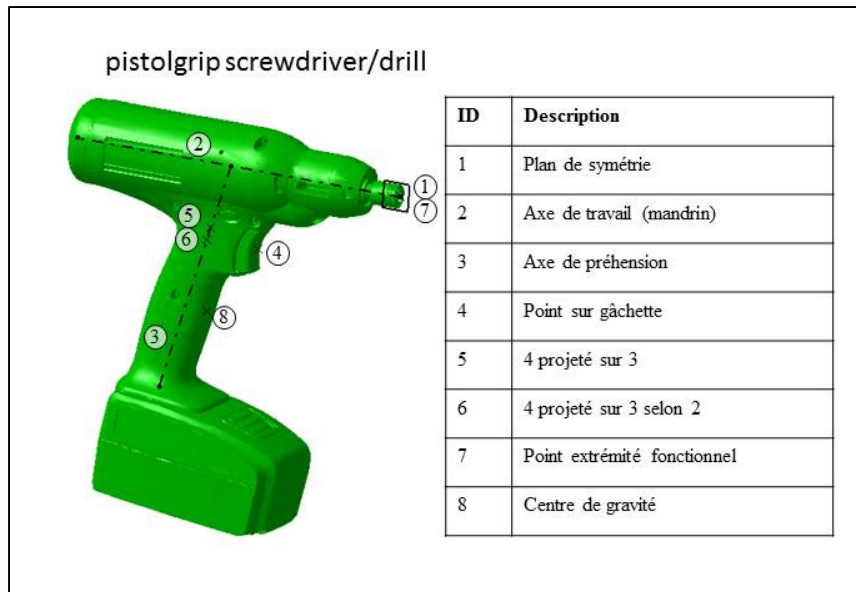 pistolgrip screwdriver/drill
2
1
7
5
6
4
8
3
ID Description
1 Plan de symétrie
2 Axe de travail (mandrin)
3 Axe de préhension
4 Point sur gâchette
5 4 projeté sur 3
6 4 projeté sur 3 selon 2
7 Point extrémité fonctionnel
8 Centre de gravité